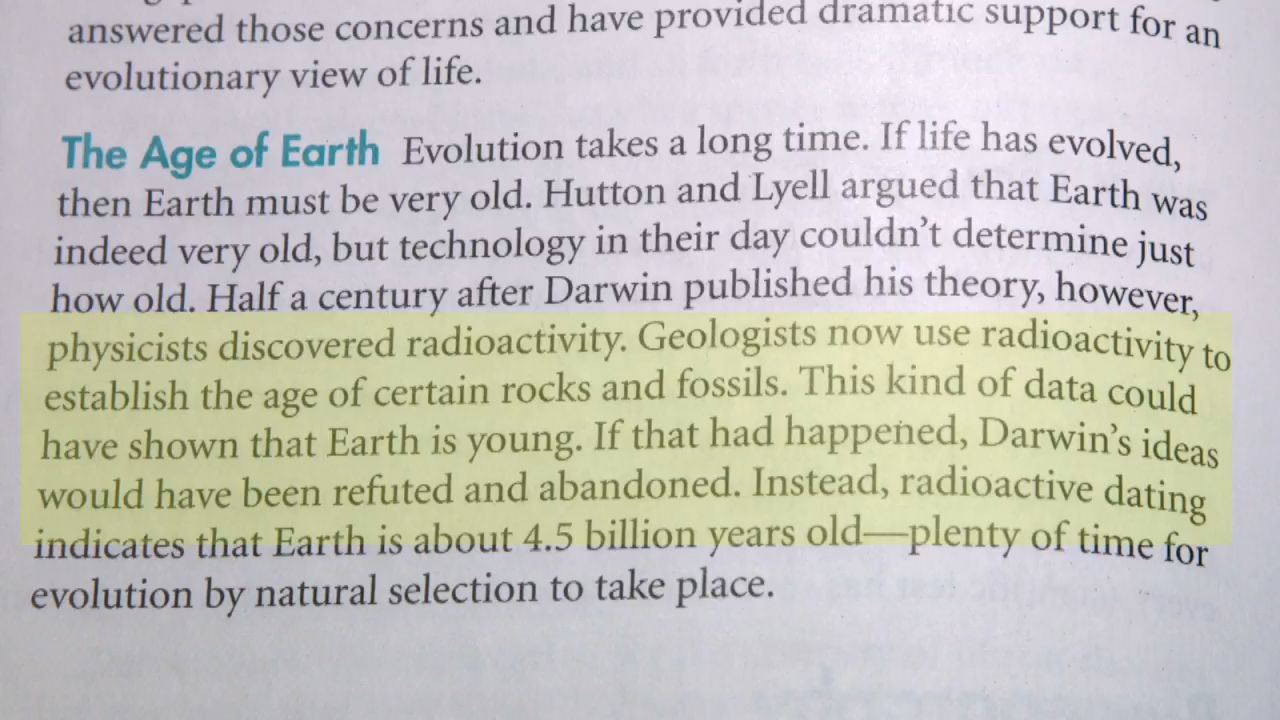 answered those concerns and have provided dramatic support for an
evolutionary view of life.
The Age of Earth Evolution takes a long time. If life has evolved,
then Earth must be very old. Hutton and Lyell argued that Earth was
indeed very old, but technology in their day couldn't determine just
how old. Half a century after Darwin published his theory, however,
physicists discovered radioactivity. Geologists now use radioactivity to
establish the age of certain rocks and fossils. This kind of data could
have shown that Earth is young. If that had happened, Darwin's ideas
would have been refuted and abandoned. Instead, radioactive dating
indicates that Earth is about 4.5 billion years old—plenty of time for
evolution by natural selection to take place.